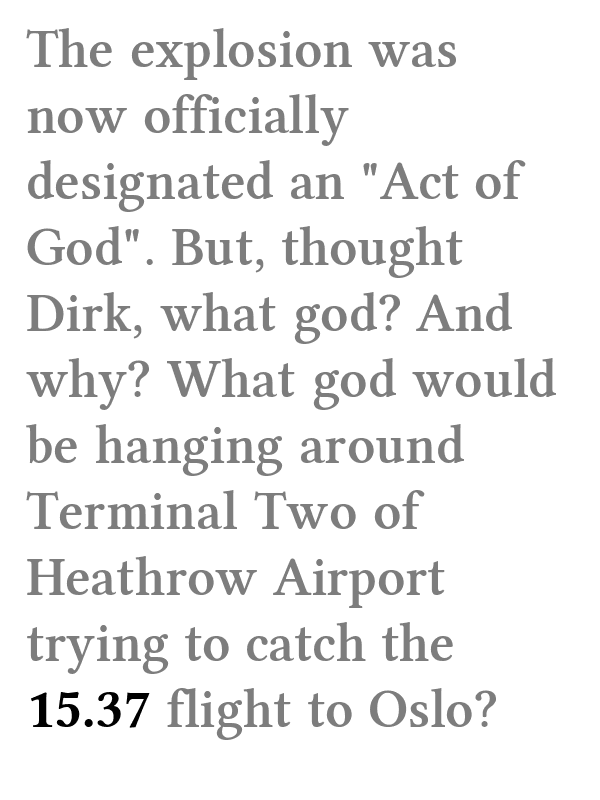 The explosion was
now officially
designated an "Act of
God". But, thought
Dirk, what god? And
why? What god would
be hanging around
Terminal Two of
Heathrow Airport
trying to catch the
15.37 flight to Oslo?